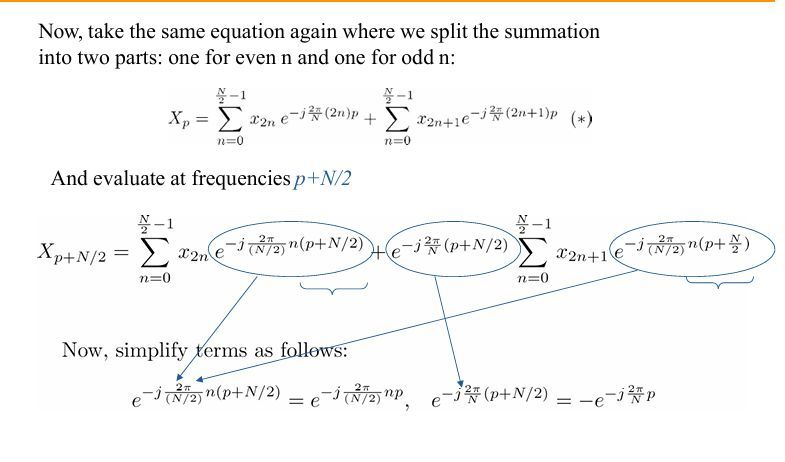 Now, take the same equation again where we split the summation
into two parts: one for even n and one for odd n:
$X_p = \sum_{n=0}^{\frac{N}{2}-1} x_{2n} \, e^{-j\frac{2\pi}{N}(2n)p} + \sum_{n=0}^{\frac{N}{2}-1} x_{2n+1} e^{-j\frac{2\pi}{N}(2n+1)p} \quad (*)$
And evaluate at frequencies p+N/2
$X_{p+N/2} = \sum_{n=0}^{\frac{N}{2}-1} x_{2n} e^{-j\frac{2\pi}{(N/2)}n(p+N/2)} + e^{-j\frac{2\pi}{N}(p+N/2)} \sum_{n=0}^{\frac{N}{2}-1} x_{2n+1} e^{-j\frac{2\pi}{(N/2)}n(p+\frac{N}{2})}$
Now, simplify terms as follows:
$e^{-j\frac{2\pi}{(N/2)}n(p+N/2)} = e^{-j\frac{2\pi}{(N/2)}np}, \quad e^{-j\frac{2\pi}{N}(p+N/2)} = -e^{-j\frac{2\pi}{N}p}$